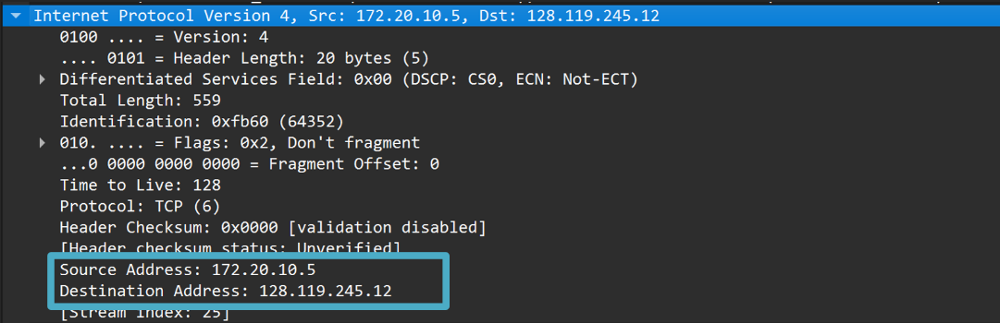 Internet Protocol Version 4, Src: 172.20.10.5, Dst: 128.119.245.12
0100 .... = Version: 4
.... 0101 = Header Length: 20 bytes (5)
Differentiated Services Field: 0x00 (DSCP: CS0, ECN: Not-ECT)
Total Length: 559
Identification: 0xfb60 (64352)
010. .... = Flags: 0x2, Don't fragment
...0 0000 0000 0000 = Fragment Offset: 0
Time to Live: 128
Protocol: TCP (6)
Header Checksum: 0x0000 [validation disabled]
[Header checksum status: Unverified]
Source Address: 172.20.10.5
Destination Address: 128.119.245.12
[Stream index: 25]